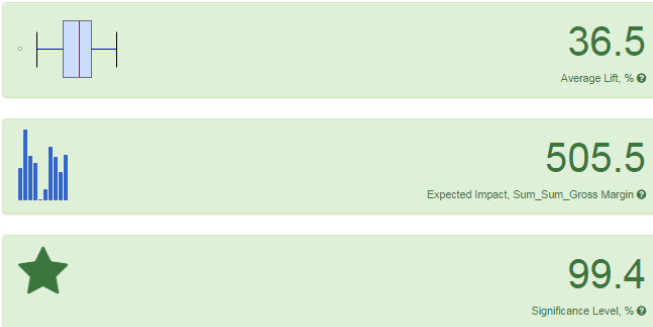 36.5
Average Lift, % ?
505.5
Expected Impact, Sum_Sum_Gross Margin ?
99.4
Significance Level, % ?